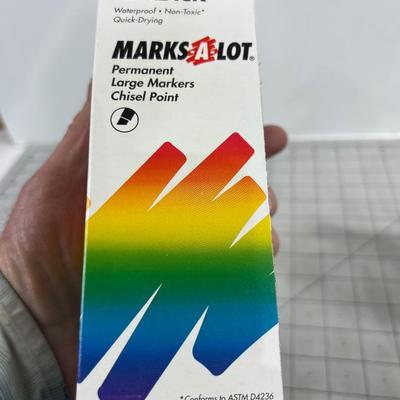 Waterproof • Non-Toxic*
Quick-Drying
MARKS·A·LOT®
Permanent
Large Markers
Chisel Point
*Conforms to ASTM D4236